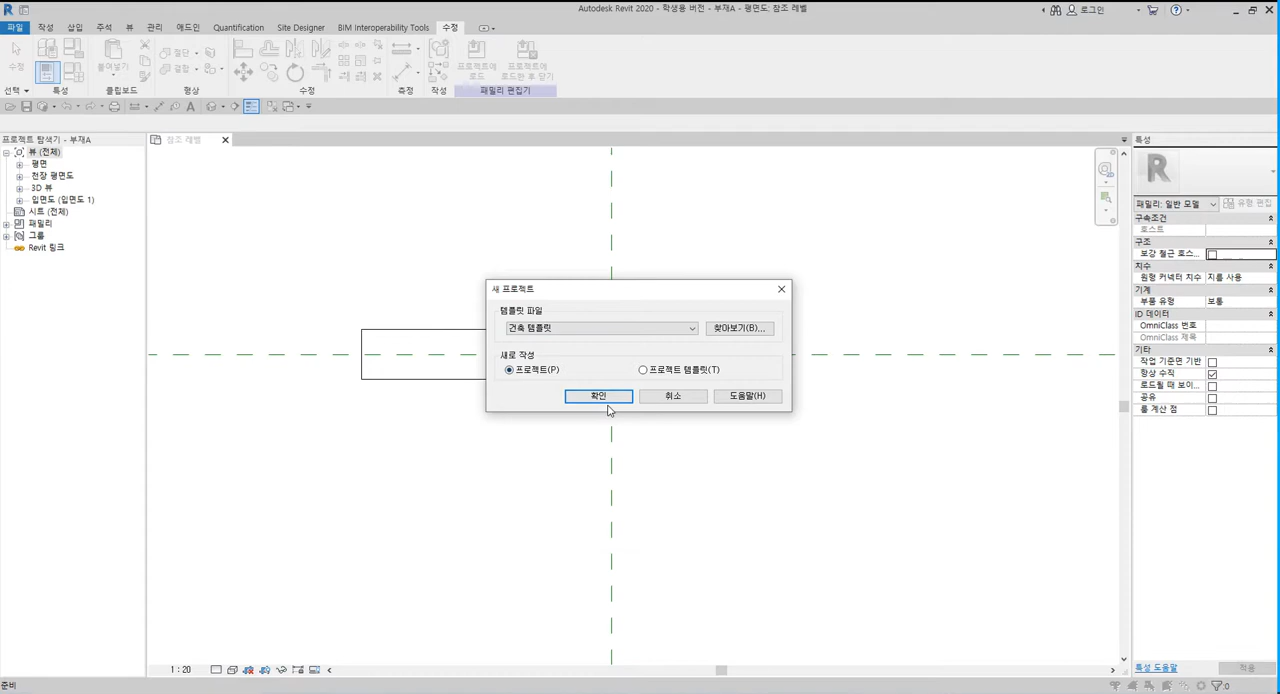 Autodesk Revit 2020 - 학생용 버전 - 부재A - 평면도: 참조 레벨
로그인
파일 작성 삽입 주석 뷰 관리 애드인 Quantification Site Designer BIM Interoperability Tools 수정
수정
붙여넣기
절단
결합
프로젝트에
로드
프로젝트에
로드한 후 닫기
선택 특성 클립보드 형상 수정 측정 작성 패밀리 편집기
프로젝트 탐색기 - 부재A
뷰 (전체)
평면
천장 평면도
3D 뷰
입면도 (입면도 1)
시트 (전체)
패밀리
그룹
Revit 링크
참조 레벨
새 프로젝트
템플릿 파일
건축 템플릿
찾아보기(B)...
새로 작성
프로젝트(P)
프로젝트 템플릿(T)
확인
취소
도움말(H)
특성
패밀리: 일반 모델
유형 편집
구속조건
호스트
구조
보강 철근 호스...
치수
원형 커넥터 치수 지름 사용
기계
부품 유형 보통
ID 데이터
OmniClass 번호
OmniClass 제목
기타
작업 기준면 기반
항상 수직
로드될 때 보이...
공유
룸 계산 점
특성 도움말
적용
1 : 20
준비
:0